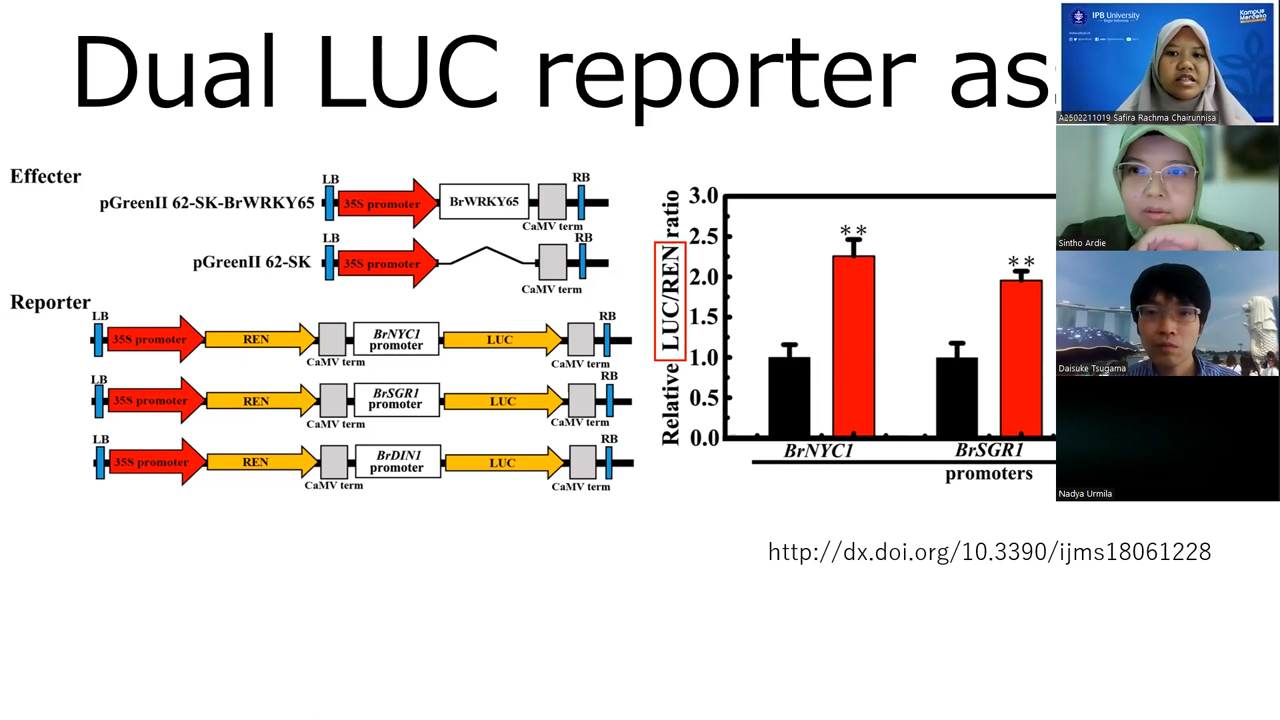 Dual LUC reporter as
Effecter
pGreenII 62-SK-BrWRKY65
LB
35S promoter
BrWRKY65
CaMV term
RB
pGreenII 62-SK
LB
35S promoter
CaMV term
RB
Reporter
LB
35S promoter
REN
CaMV term
BrNYC1
promoter
LUC
CaMV term
RB
LB
35S promoter
REN
CaMV term
BrSGR1
promoter
LUC
CaMV term
RB
LB
35S promoter
REN
CaMV term
BrDIN1
promoter
LUC
CaMV term
RB
Relative LUC/REN ratio
3.0
2.5
2.0
1.5
1.0
0.5
0.0
**
**
BrNYC1
BrSGR1
promoters
http://dx.doi.org/10.3390/ijms18061228
IPB University
Kampus
Merdeka
A2502211019 Safira Rachma Chairunnisa
Sintho Ardie
Daisuke Tsugama
Nadya Urmila